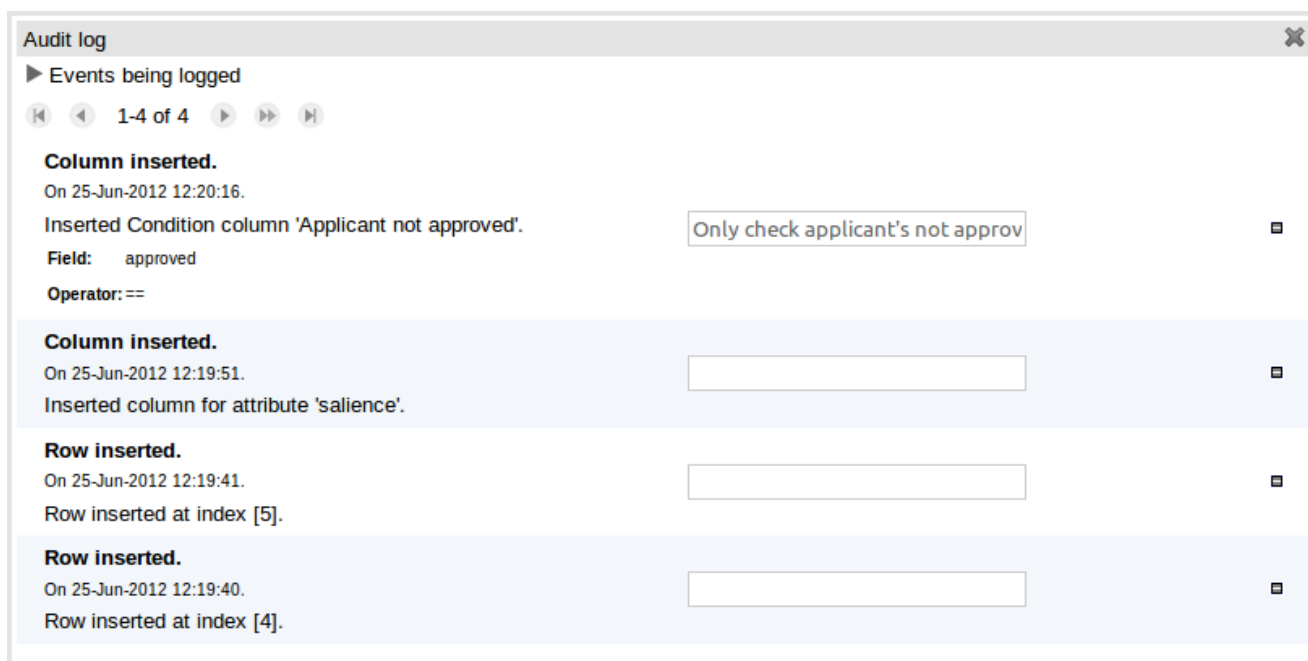 Audit log
Events being logged
1-4 of 4
Column inserted.
On 25-Jun-2012 12:20:16.
Inserted Condition column 'Applicant not approved'.
Only check applicant's not approv
Field: approved
Operator: ==
Column inserted.
On 25-Jun-2012 12:19:51.
Inserted column for attribute 'salience'.
Row inserted.
On 25-Jun-2012 12:19:41.
Row inserted at index [5].
Row inserted.
On 25-Jun-2012 12:19:40.
Row inserted at index [4].